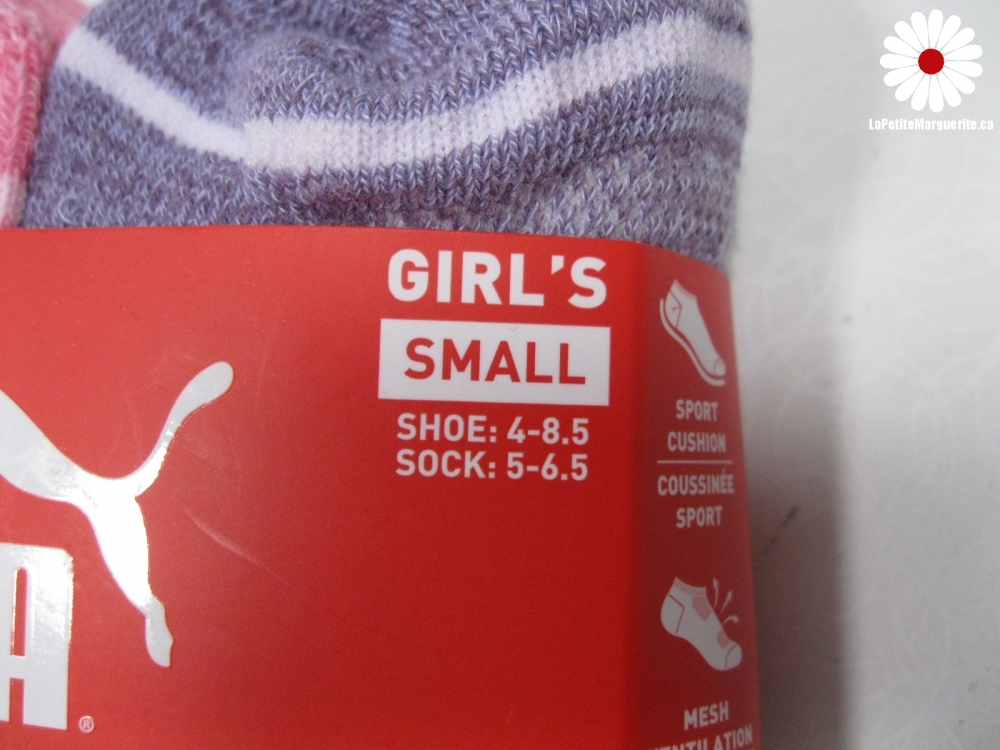 LaPetiteMarguerite.ca
GIRL'S
SMALL
SHOE: 4-8.5
SOCK: 5-6.5
SPORT
CUSHION
COUSSINÉE
SPORT
MESH
A
®